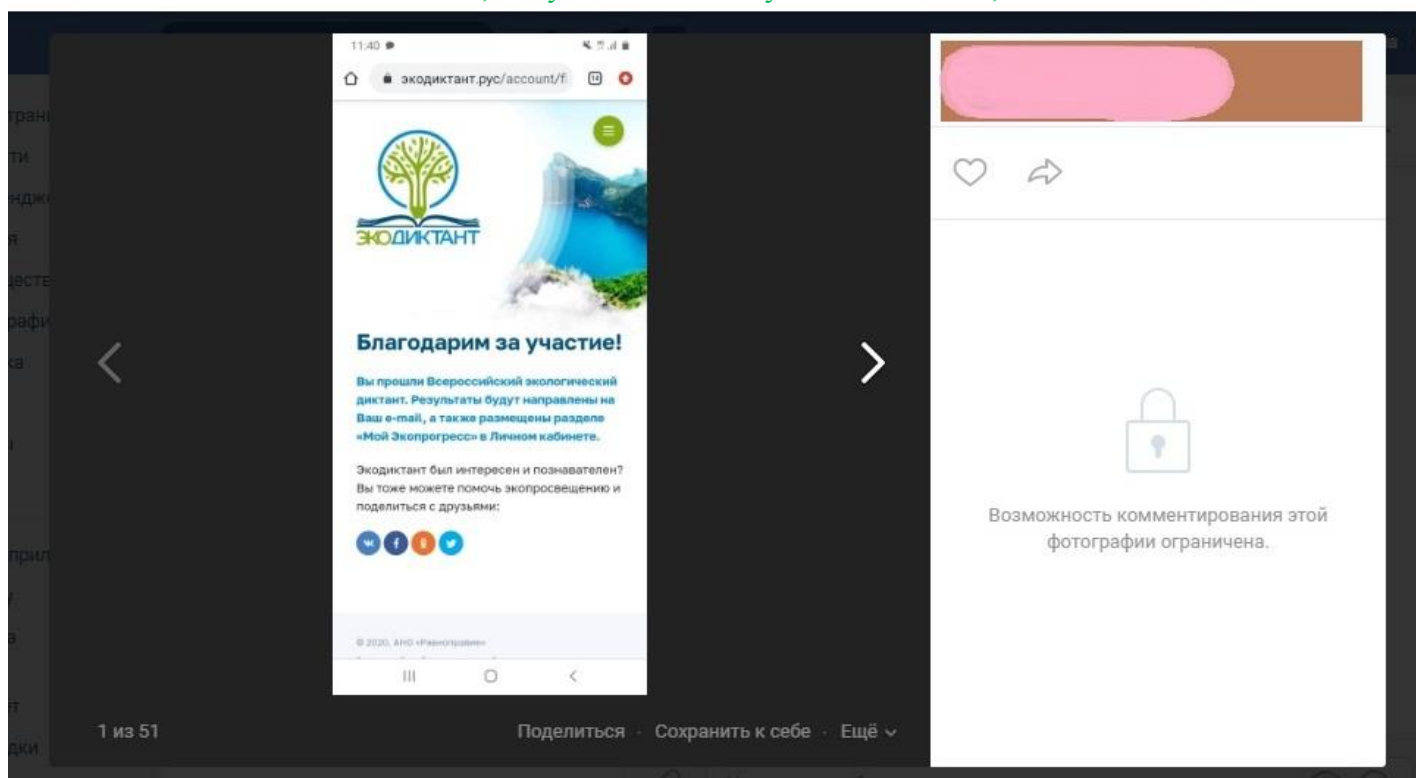 11:40
экодиктант.рус/account/f
ЭКОДИКТАНТ
Благодарим за участие!
Вы прошли Всероссийский экологический
диктант. Результаты будут направлены на
Ваш e-mail, а также размещены разделе
«Мой Экопрогресс» в Личном кабинете.
Экодиктант был интересен и познавателен?
Вы тоже можете помочь экопросвещению и
поделиться с друзьями:
© 2020, АНО «Равноправие»
Возможность комментирования этой
фотографии ограничена.
1 из 51
Поделиться · Сохранить к себе · Ещё